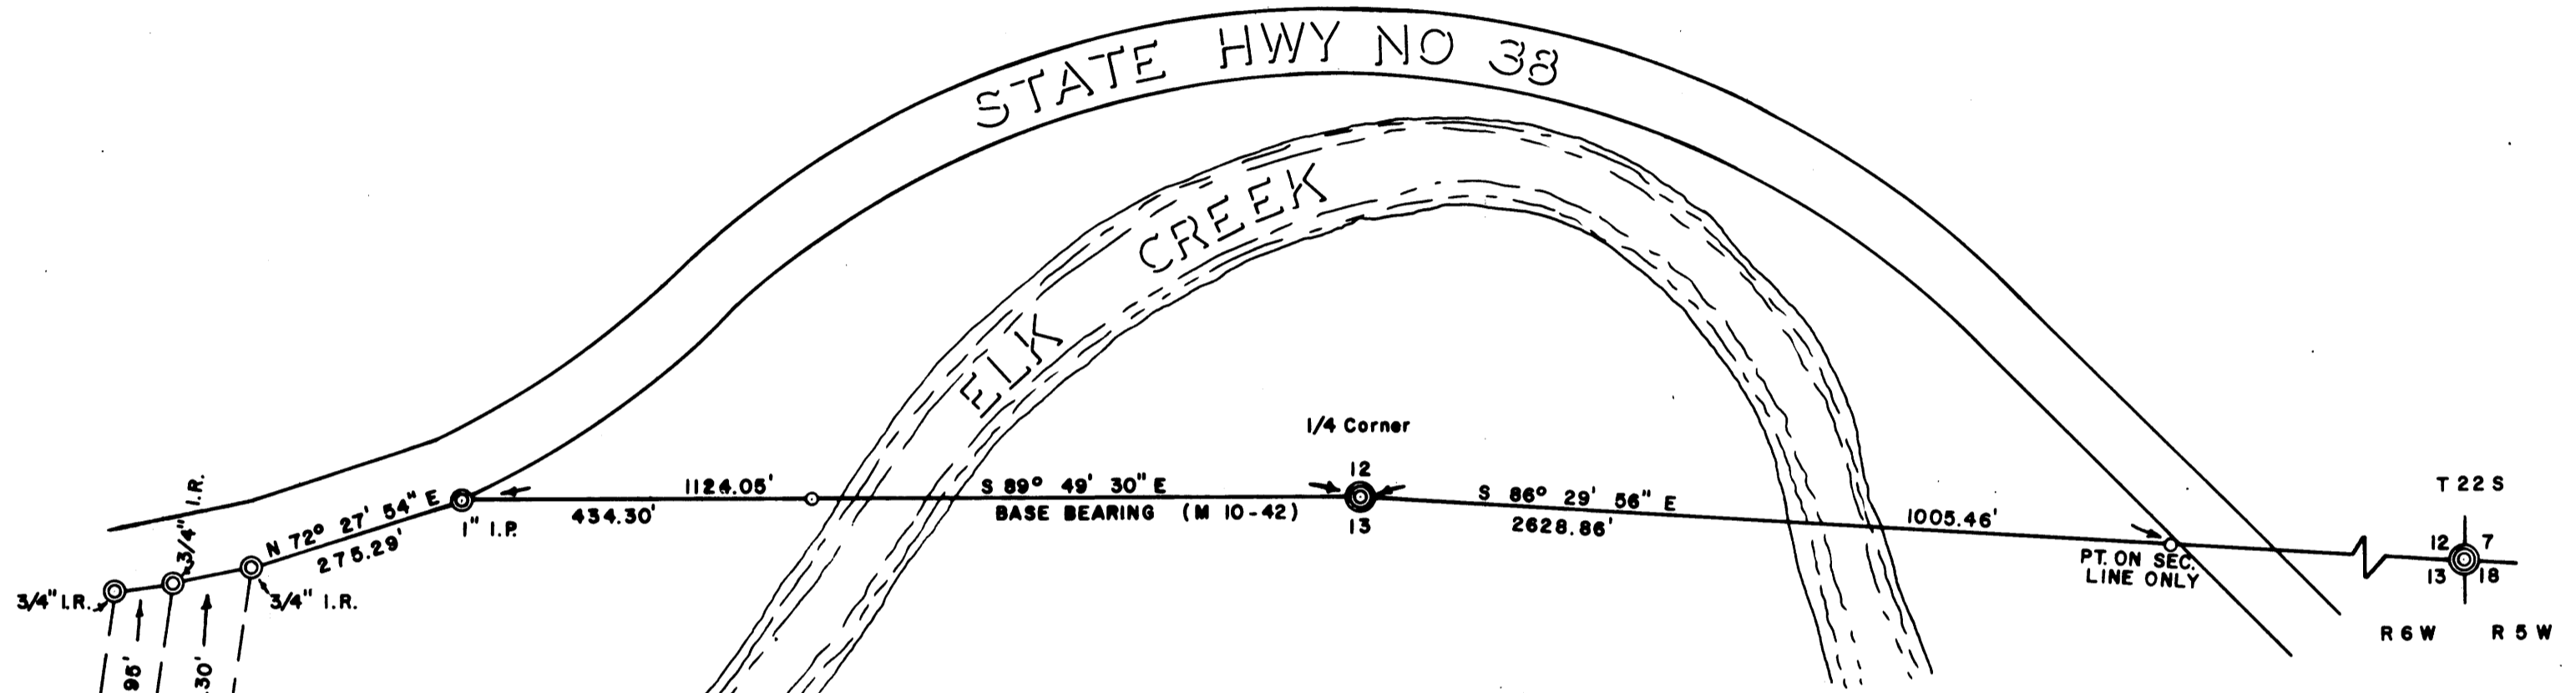 STATE HWY NO 38
ELK CREEK
1/4 Corner
12
13
3/4" I.R.
3/4" I.R.
3/4" I.R.
N 72° 27' 54" E
275.29'
1" I.P.
1124.05'
434.30'
S 89° 49' 30" E
BASE BEARING (M 10-42)
S 86° 29' 56" E
2628.86'
1005.46'
PT. ON SEC.
LINE ONLY
T 22 S
12 7
13 18
R 6 W R 5 W
95'
30'